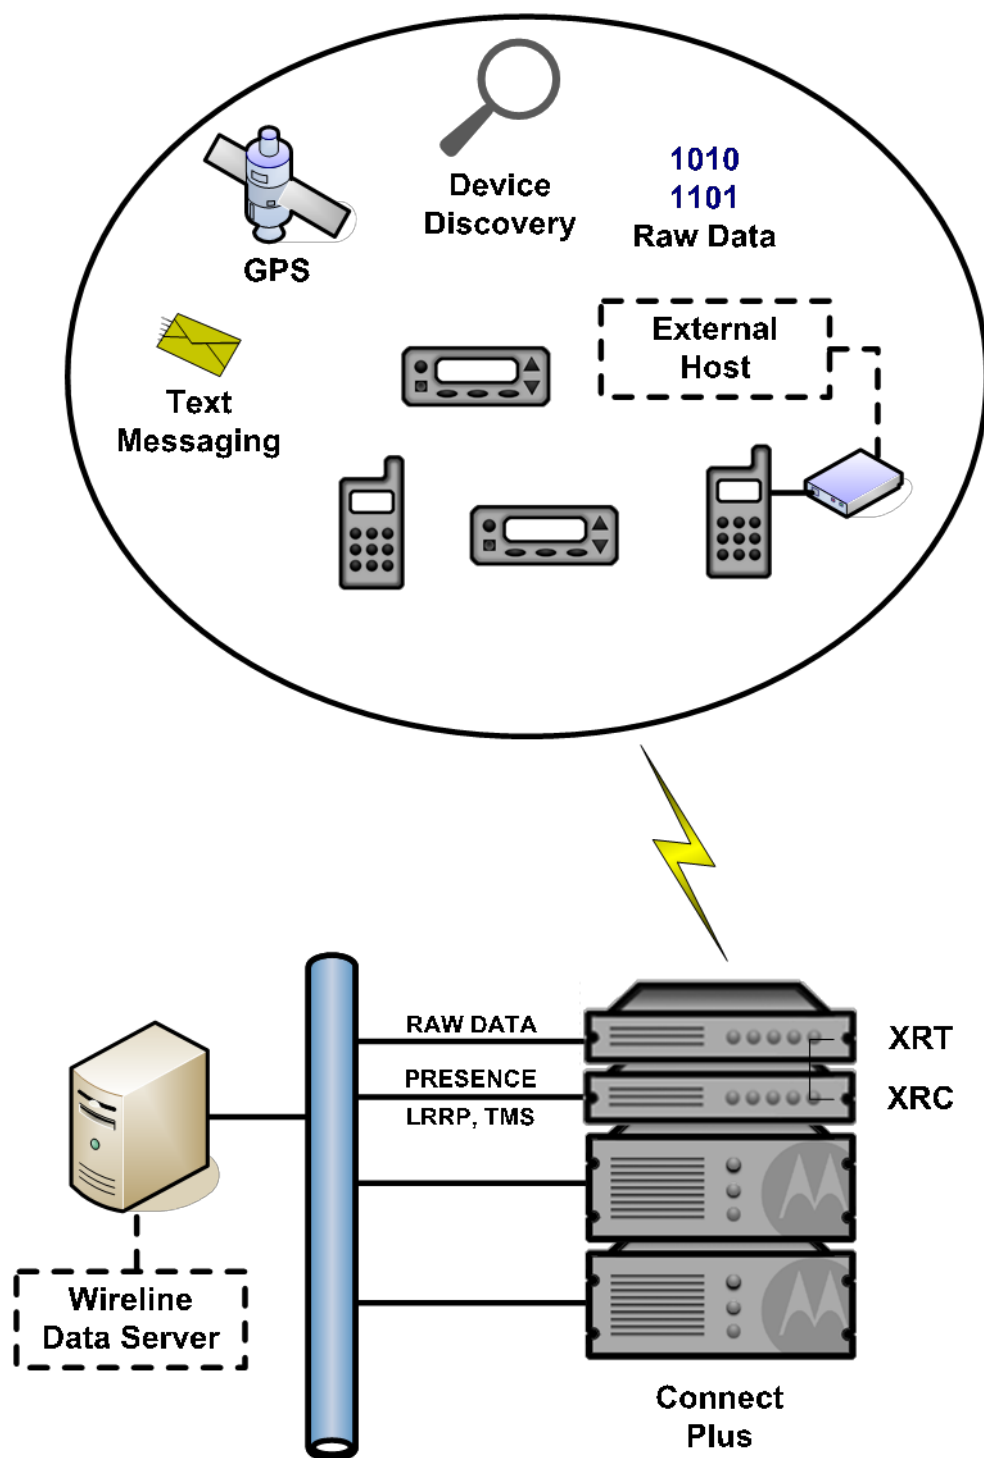 Device
Discovery
1010
1101
Raw Data
GPS
External
Host
Text
Messaging
RAW DATA
XRT
PRESENCE
XRC
LRRP, TMS
Wireline
Data Server
Connect
Plus